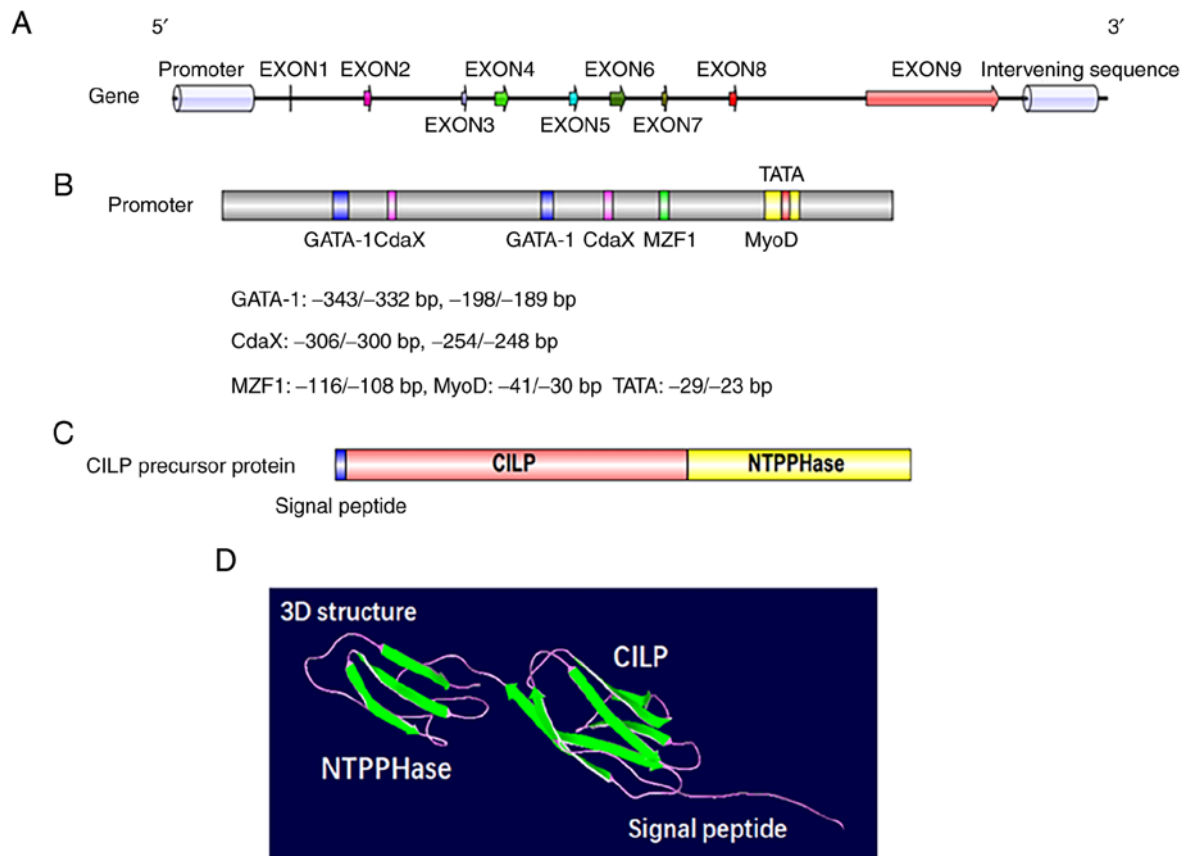 A
5′ 3′
Promoter EXON1 EXON2 EXON4 EXON6 EXON8 EXON9 Intervening sequence
Gene
EXON3 EXON5 EXON7
B
TATA
Promoter
GATA-1 CdaX GATA-1 CdaX MZF1 MyoD
GATA-1: –343/–332 bp, –198/–189 bp
CdaX: –306/–300 bp, –254/–248 bp
MZF1: –116/–108 bp, MyoD: –41/–30 bp TATA: –29/–23 bp
C
CILP precursor protein CILP NTPPHase
Signal peptide
D
3D structure
CILP
NTPPHase
Signal peptide